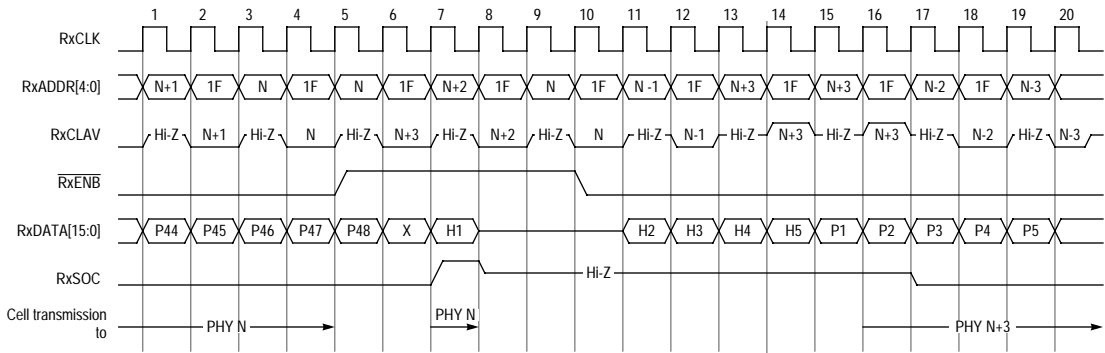 1 2 3 4 5 6 7 8 9 10 11 12 13 14 15 16 17 18 19 20
RxCLK
RxADDR[4:0] N+1 1F N 1F N 1F N+2 1F N 1F N -1 1F N+3 1F N+3 1F N-2 1F N-3
RxCLAV Hi-Z N+1 Hi-Z N Hi-Z N+3 Hi-Z N+2 Hi-Z N Hi-Z N-1 Hi-Z N+3 Hi-Z N+3 Hi-Z N-2 Hi-Z N-3
RxENB
RxDATA[15:0] P44 P45 P46 P47 P48 X H1 H2 H3 H4 H5 P1 P2 P3 P4 P5
RxSOC Hi-Z
Cell transmission
to PHY N PHY N PHY N+3